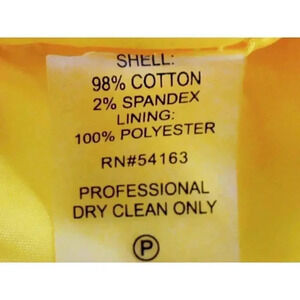 SHELL:
98% COTTON
2% SPANDEX
LINING:
100% POLYESTER
RN#54163
PROFESSIONAL
DRY CLEAN ONLY
P